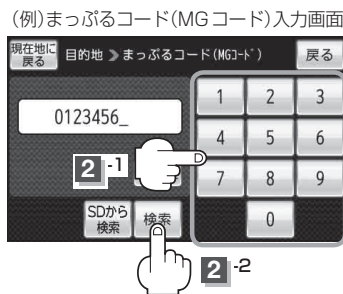 (例)まっぷるコード(MGコード)入力画面
現在地に
戻る
目的地 》まっぷるコード(MGｺｰﾄﾞ)
戻る
0123456_
1 2 3
4 5 6
7 8 9
0
2 -1
SDから
検索
検索
2 -2